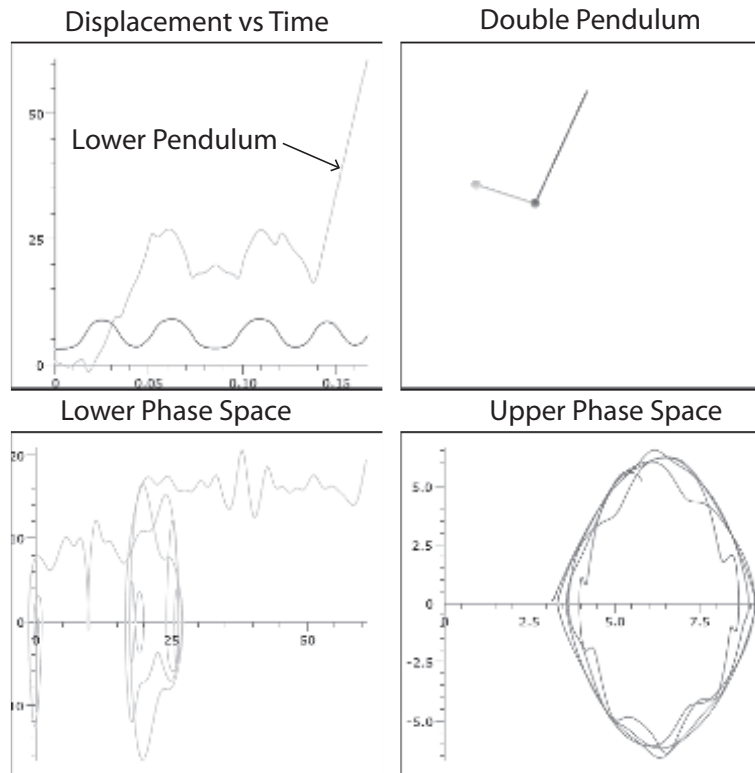 Displacement vs Time
Double Pendulum
50
Lower Pendulum
25
0
0 0.05 0.10 0.15
Lower Phase Space
Upper Phase Space
20
10
0
0 25 50
10
5.0
2.5
0
0 2.5 5.0 8.7
-2.5
-5.0